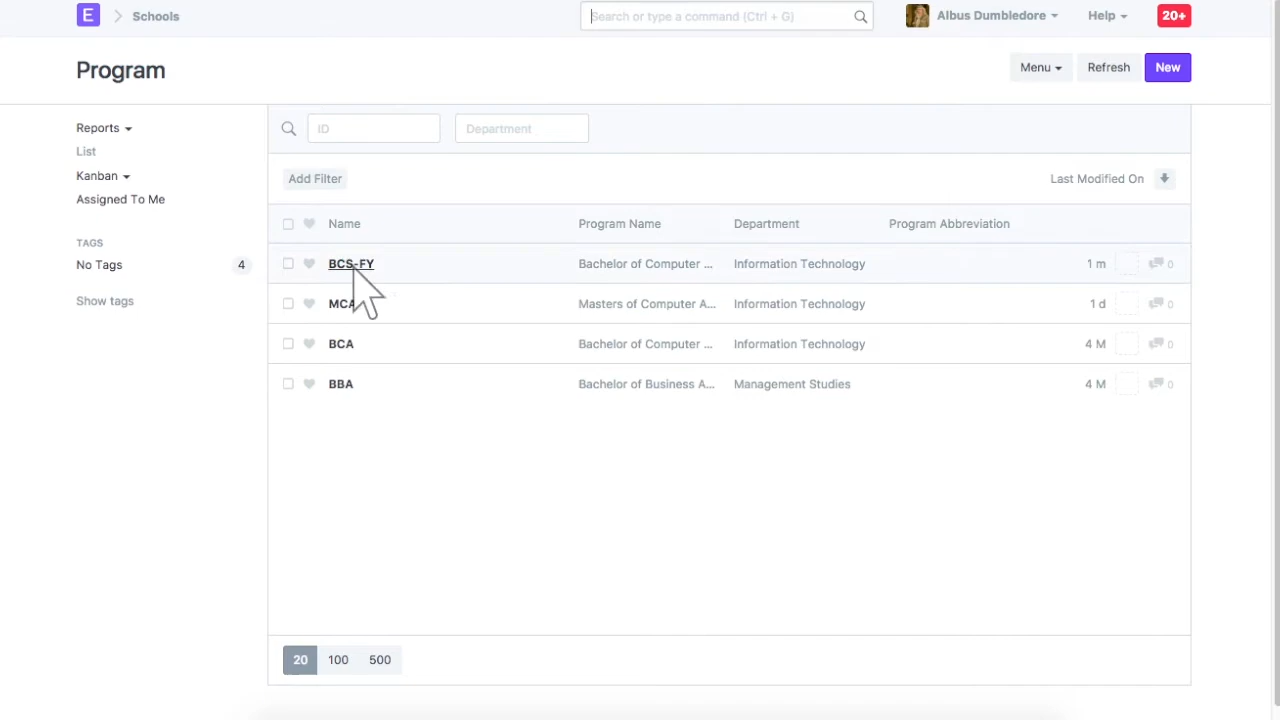 E Schools Search or type a command (Ctrl + G) Albus Dumbledore Help 20+
Program Menu Refresh New
Reports
List
Kanban
Assigned To Me
TAGS
No Tags 4
Show tags
ID Department
Add Filter Last Modified On
Name Program Name Department Program Abbreviation
BCS-FY Bachelor of Computer ... Information Technology 1 m 0
MCA Masters of Computer A... Information Technology 1 d 0
BCA Bachelor of Computer ... Information Technology 4 M 0
BBA Bachelor of Business A... Management Studies 4 M 0
20 100 500